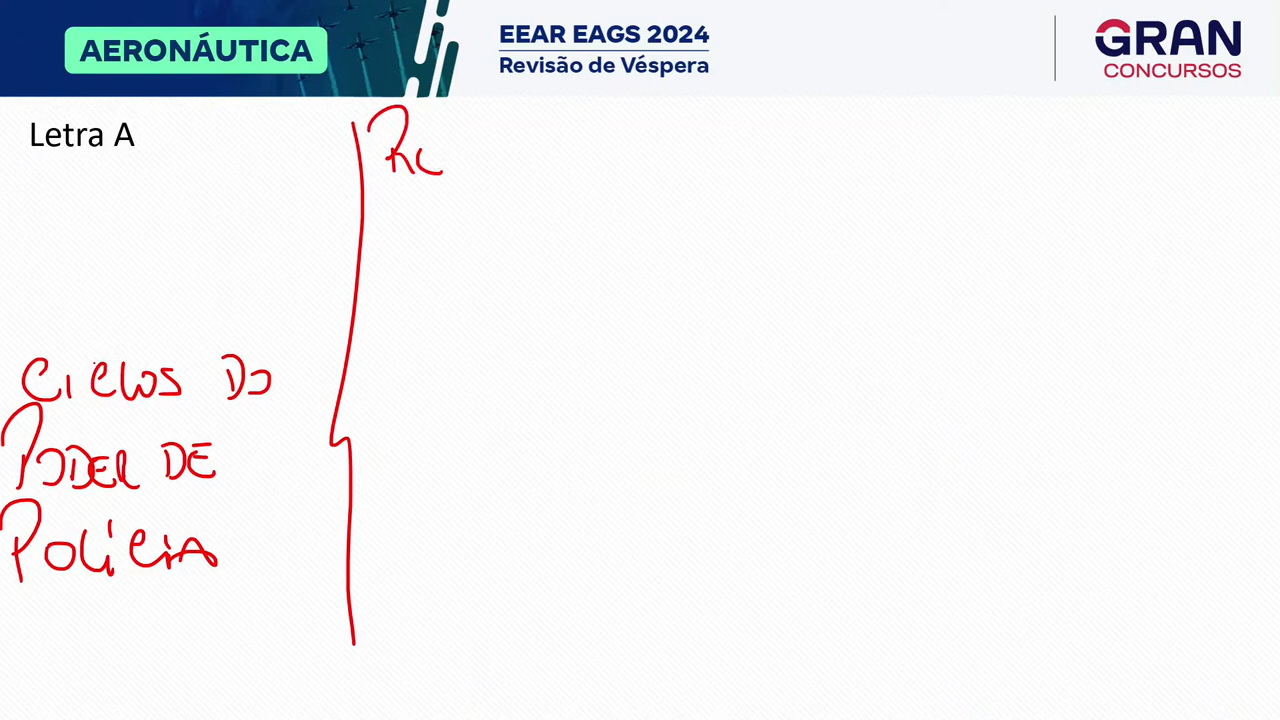 AERONÁUTICA
EEAR EAGS 2024
Revisão de Véspera
GRAN
CONCURSOS
Letra A
CICLOS DO
PODER DE
POLÍCIA